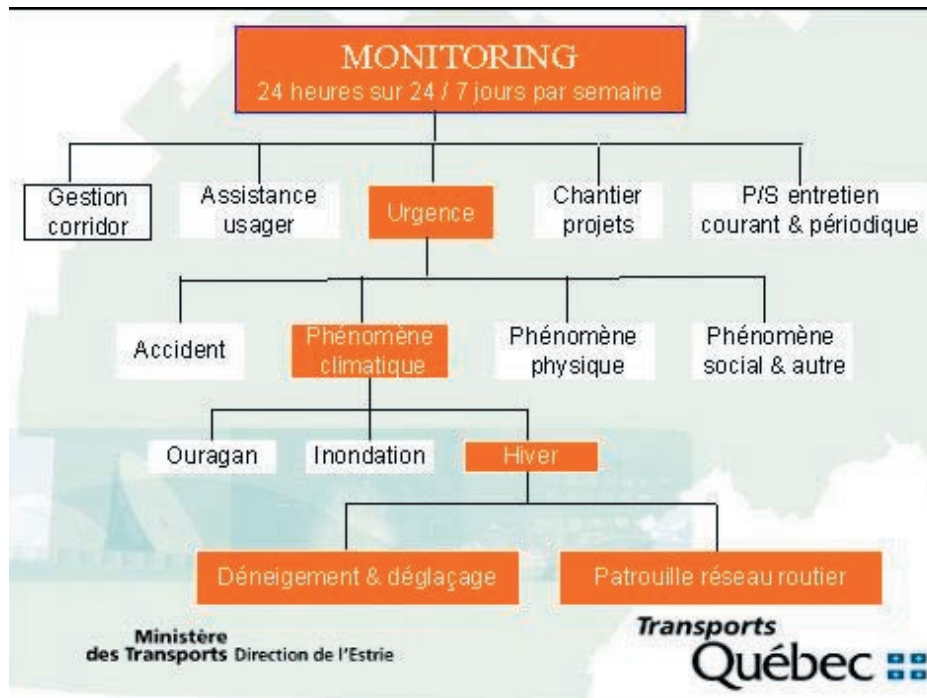 MONITORING
24 heures sur 24 / 7 jours par semaine
Gestion
corridor
Assistance
usager
Urgence
Chantier
projets
P/S entretien
courant & périodique
Accident
Phénomène
climatique
Phénomène
physique
Phénomène
social & autre
Ouragan
Inondation
Hiver
Déneigement & déglaçage
Patrouille réseau routier
Ministère
des Transports Direction de l'Estrie
Transports
Québec